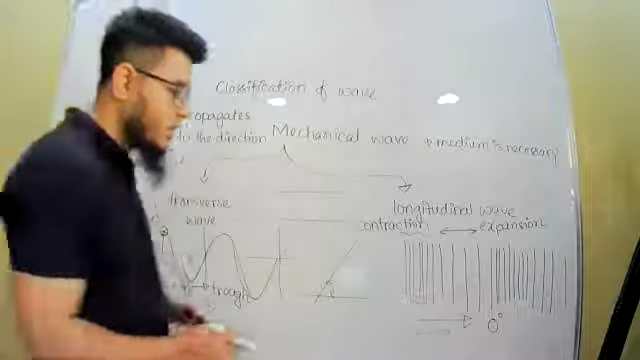 Classification of wave
opagates
to the direction
Mechanical wave
medium is necessary
transverse
wave
longitudinal wave
contraction
expansion
trough
0°